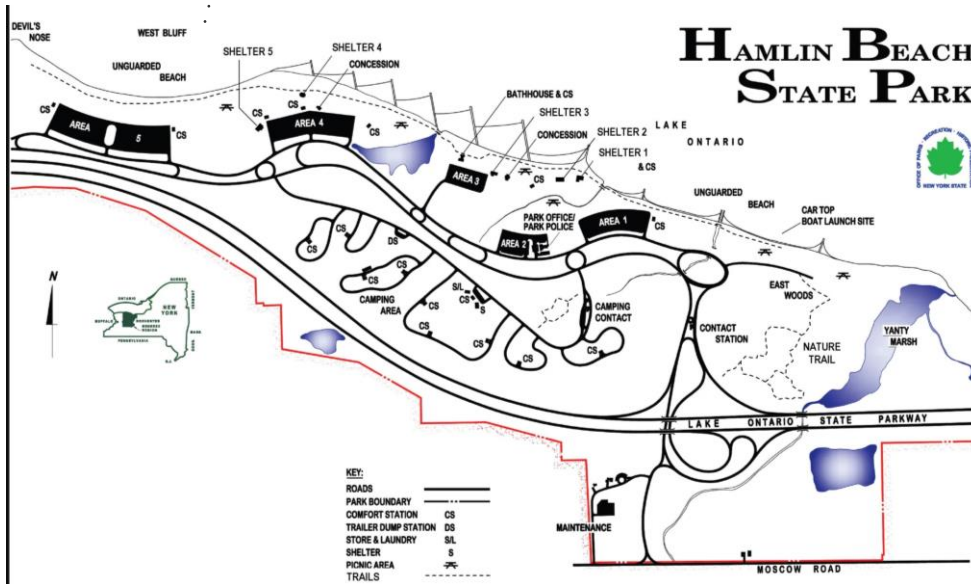 HAMLIN BEACH
STATE PARK
DEVIL'S
NOSE
WEST BLUFF
UNGUARDED
BEACH
SHELTER 5
SHELTER 4
CONCESSION
BATHHOUSE & CS
SHELTER 3
CONCESSION
SHELTER 2
SHELTER 1
& CS
LAKE
ONTARIO
CS
AREA 5
CS
CS
CS
AREA 4
CS
AREA 3
CS
UNGUARDED
BEACH
CAR TOP
BOAT LAUNCH SITE
NEW YORK STATE
PARK OFFICE/
PARK POLICE
AREA 2
AREA 1
CS
CS
CS
CS
DS
CS
CS
CAMPING
AREA
CS
S/L
CS
S
CS
CS
CS
CAMPING
CONTACT
CONTACT
STATION
EAST
WOODS
NATURE
TRAIL
YANTY
MARSH
N
ONTARIO
NEW
YORK
PENNSYLVANIA
LAKE ONTARIO STATE PARKWAY
MAINTENANCE
MOSCOW ROAD
KEY:
ROADS
PARK BOUNDARY
COMFORT STATION CS
TRAILER DUMP STATION DS
STORE & LAUNDRY S/L
SHELTER S
PICNIC AREA
TRAILS